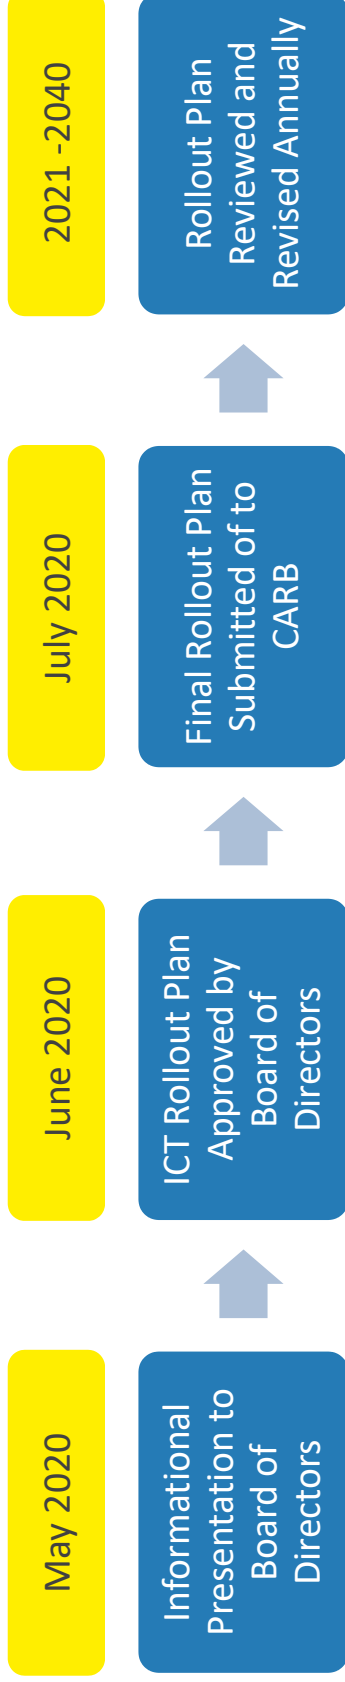 May 2020
Informational
Presentation to
Board of
Directors
June 2020
ICT Rollout Plan
Approved by
Board of
Directors
July 2020
Final Rollout Plan
Submitted of to
CARB
2021 -2040
Rollout Plan
Reviewed and
Revised Annually